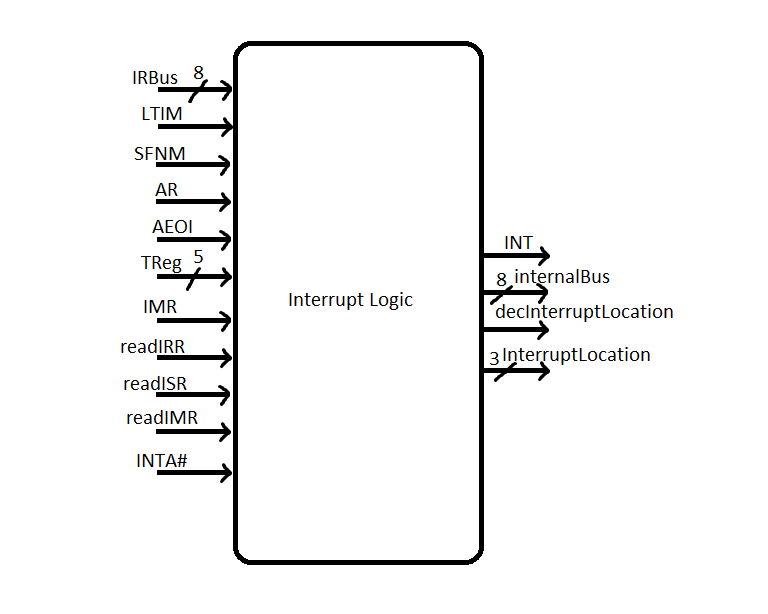 IRBus 8
LTIM
SFNM
AR
AEOI
TReg 5
IMR
readIRR
readISR
readIMR
INTA#
Interrupt Logic
INT
8 internalBus
decInterruptLocation
3 InterruptLocation